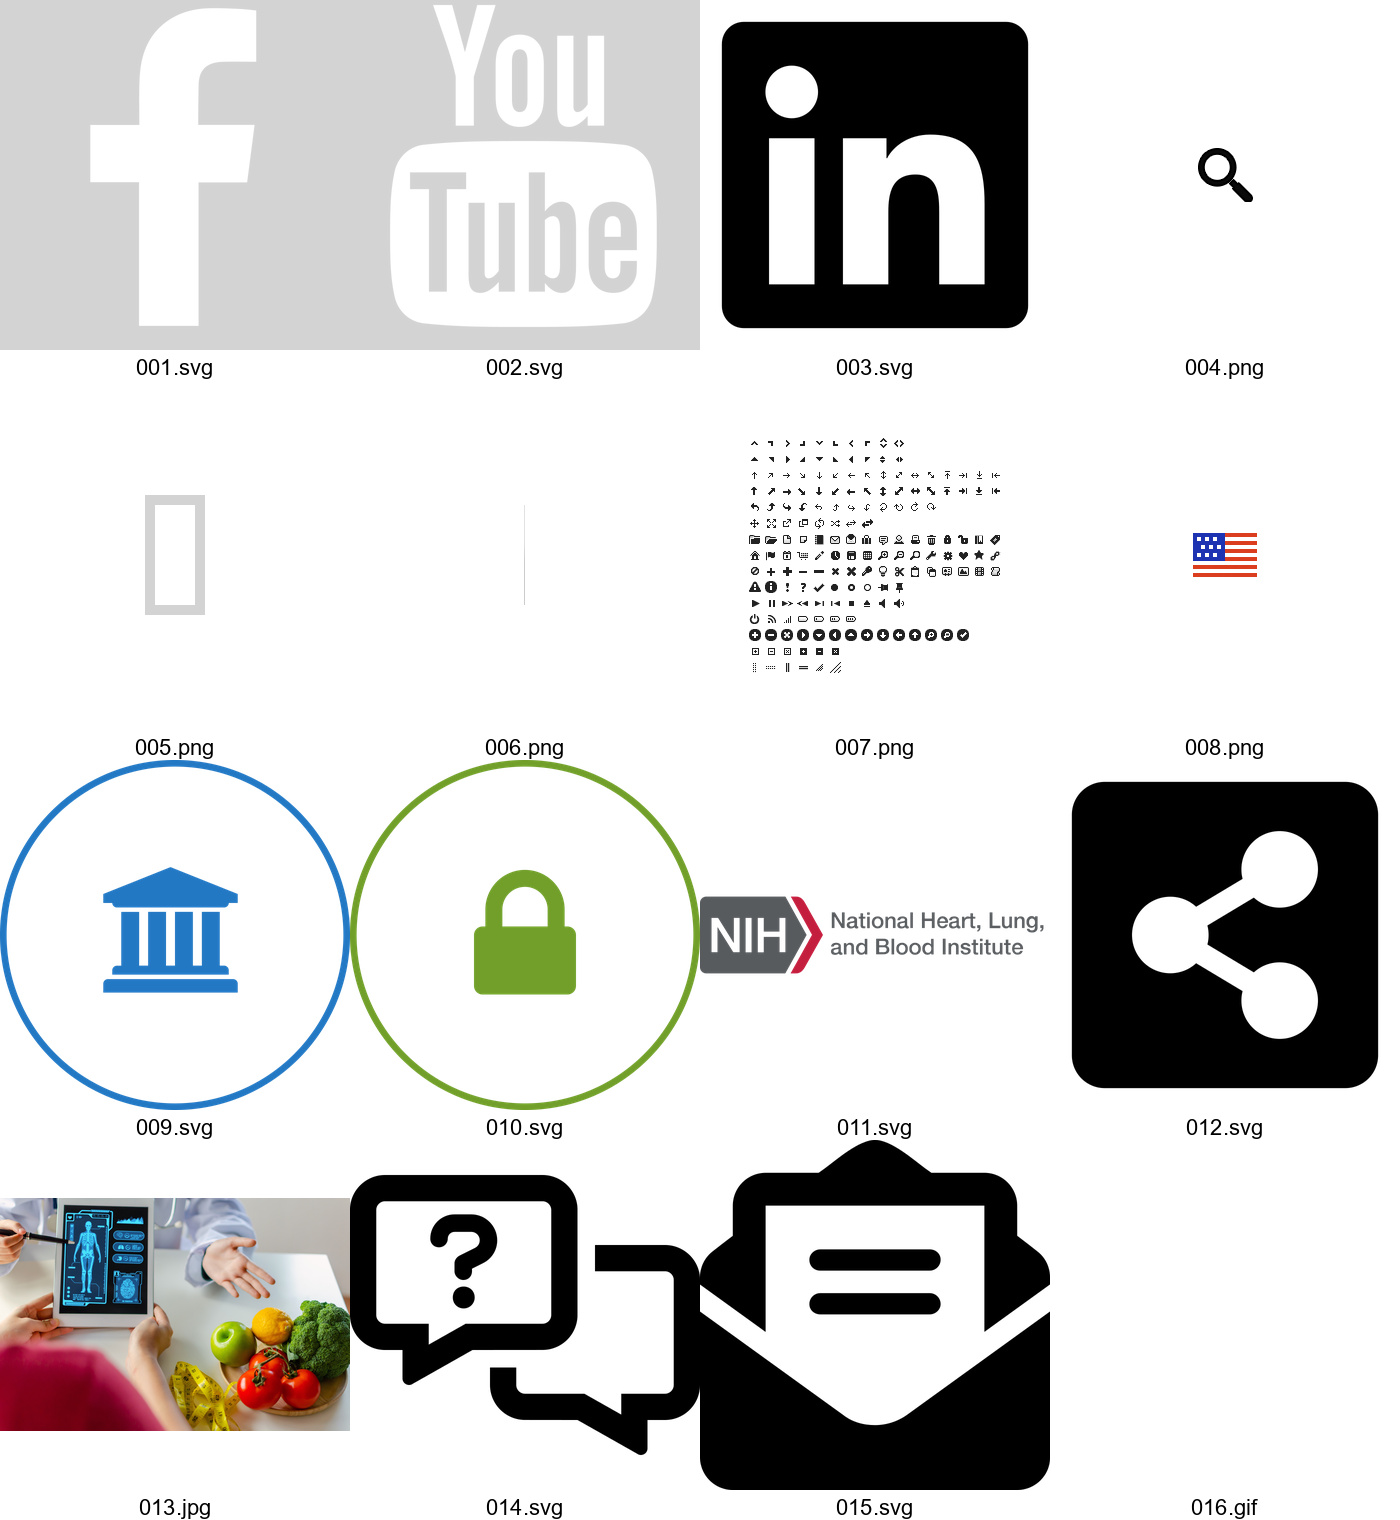 f
You
Tube
in
001.svg
002.svg
003.svg
004.png
005.png
006.png
007.png
008.png
NIH
National Heart, Lung,
and Blood Institute
009.svg
010.svg
011.svg
012.svg
?
013.jpg
014.svg
015.svg
016.gif